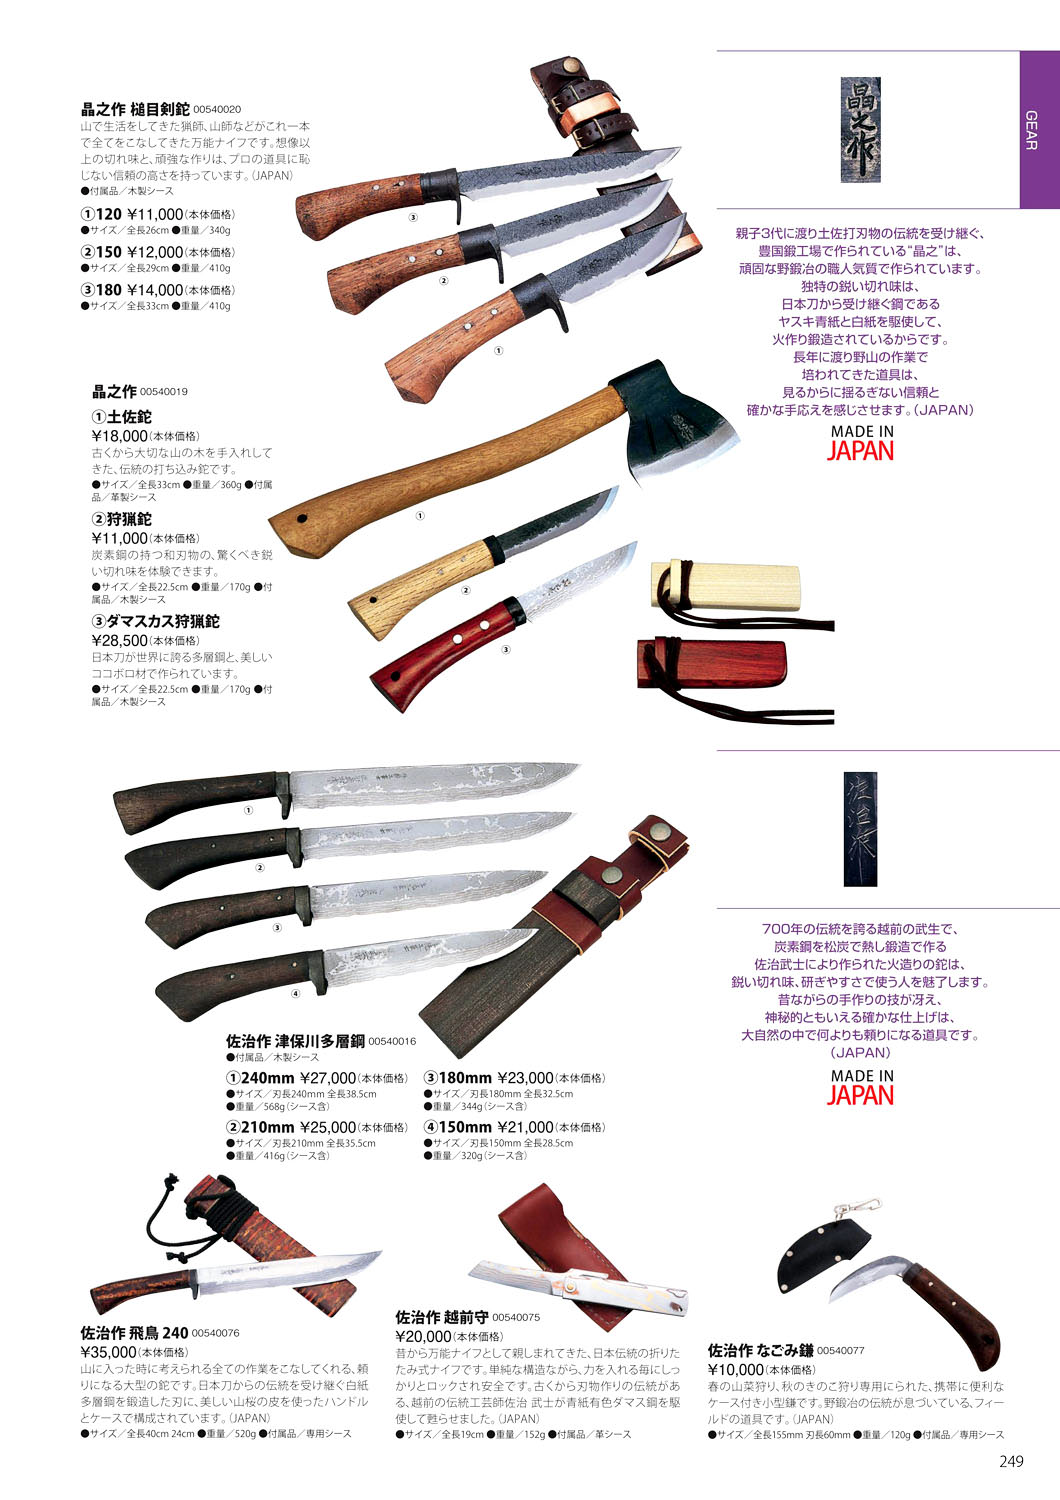 GEAR
晶之作 槌目剣鉈 00540020
山で生活をしてきた猟師、山師などがこれ一本
で全てをこなしてきた万能ナイフです。想像以
上の切れ味と、頑強な作りは、プロの道具に恥
じない信頼の高さを持っています。(JAPAN)
●付属品／木製シース
①120 ¥11,000(本体価格)
●サイズ／全長26cm ●重量／340g
②150 ¥12,000(本体価格)
●サイズ／全長29cm ●重量／410g
③180 ¥14,000(本体価格)
●サイズ／全長33cm ●重量／410g
③
②
①
晶之作
親子3代に渡り土佐打刃物の伝統を受け継ぐ、
豊国鍛工場で作られている“晶之”は、
頑固な野鍛冶の職人気質で作られています。
独特の鋭い切れ味は、
日本刀から受け継ぐ鋼である
ヤスキ青紙と白紙を駆使して、
火作り鍛造されているからです。
長年に渡り野山の作業で
培われてきた道具は、
見るからに揺るぎない信頼と
確かな手応えを感じさせます。(JAPAN)
MADE IN
JAPAN
晶之作 00540019
①土佐鉈
¥18,000(本体価格)
古くから大切な山の木を手入れして
きた、伝統の打ち込み鉈です。
●サイズ／全長33cm ●重量／360g ●付属
品／革製シース
②狩猟鉈
¥11,000(本体価格)
炭素鋼の持つ和刃物の、驚くべき鋭
い切れ味を体験できます。
●サイズ／全長22.5cm ●重量／170g ●付
属品／木製シース
③ダマスカス狩猟鉈
¥28,500(本体価格)
日本刀が世界に誇る多層鋼と、美しい
ココボロ材で作られています。
●サイズ／全長22.5cm ●重量／170g ●付
属品／木製シース
①
②
③
①
②
③
④
佐治作
700年の伝統を誇る越前の武生で、
炭素鋼を松炭で熱し鍛造で作る
佐治武士により作られた火造りの鉈は、
鋭い切れ味、研ぎやすさで使う人を魅了します。
昔ながらの手作りの技が冴え、
神秘的ともいえる確かな仕上げは、
大自然の中で何よりも頼りになる道具です。
(JAPAN)
MADE IN
JAPAN
佐治作 津保川多層鋼 00540016
●付属品／木製シース
①240mm ¥27,000(本体価格)
●サイズ／刃長240mm 全長38.5cm
●重量／568g(シース含)
②210mm ¥25,000(本体価格)
●サイズ／刃長210mm 全長35.5cm
●重量／416g(シース含)
③180mm ¥23,000(本体価格)
●サイズ／刃長180mm 全長32.5cm
●重量／344g(シース含)
④150mm ¥21,000(本体価格)
●サイズ／刃長150mm 全長28.5cm
●重量／320g(シース含)
佐治作 飛鳥 240 00540076
¥35,000(本体価格)
山に入った時に考えられる全ての作業をこなしてくれる、頼
りになる大型の鉈です。日本刀からの伝統を受け継ぐ白紙
多層鋼を鍛造した刃に、美しい山桜の皮を使ったハンドル
とケースで構成されています。(JAPAN)
●サイズ／全長40cm 24cm ●重量／520g ●付属品／専用シース
佐治作 越前守 00540075
¥20,000(本体価格)
昔から万能ナイフとして親しまれてきた、日本伝統の折りた
たみ式ナイフです。単純な構造ながら、力を入れる毎にしっ
かりとロックされ安全です。古くから刃物作りの伝統があ
る、越前の伝統工芸師佐治 武士が青紙有色ダマス鋼を駆
使して甦らせました。(JAPAN)
●サイズ／全長19cm ●重量／152g ●付属品／革シース
佐治作 なごみ鎌 00540077
¥10,000(本体価格)
春の山菜狩り、秋のきのこ狩り専用にられた、携帯に便利な
ケース付き小型鎌です。野鍛冶の伝統が息づいている、フィー
ルドの道具です。(JAPAN)
●サイズ／全長155mm 刃長60mm ●重量／120g ●付属品／専用シース
249